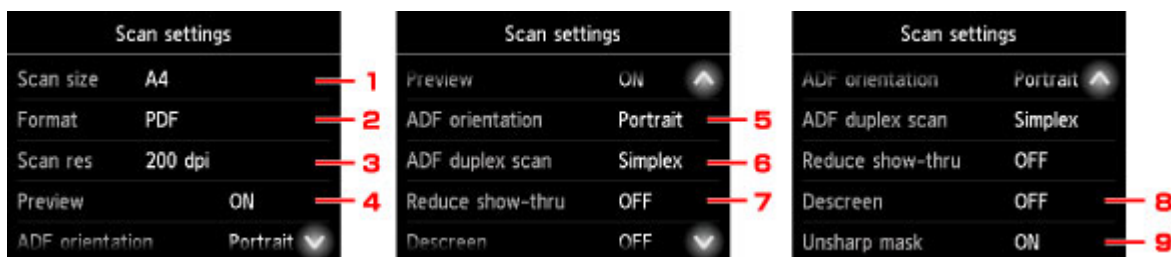 Scan settings
Scan size A4 1
Format PDF 2
Scan res 200 dpi 3
Preview ON 4
ADF orientation Portrait
Scan settings
Preview ON
ADF orientation Portrait 5
ADF duplex scan Simplex 6
Reduce show-thru OFF 7
Descreen OFF
Scan settings
ADF orientation Portrait
ADF duplex scan Simplex
Reduce show-thru OFF
Descreen OFF 8
Unsharp mask ON 9